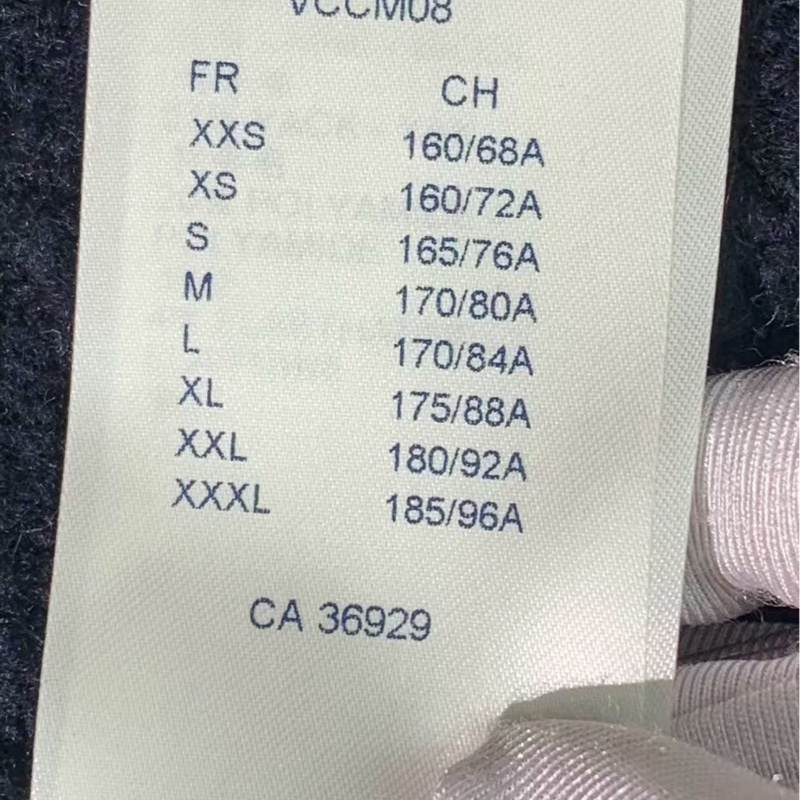 VCCM08
FR CH
XXS 160/68A
XS 160/72A
S 165/76A
M 170/80A
L 170/84A
XL 175/88A
XXL 180/92A
XXXL 185/96A
CA 36929